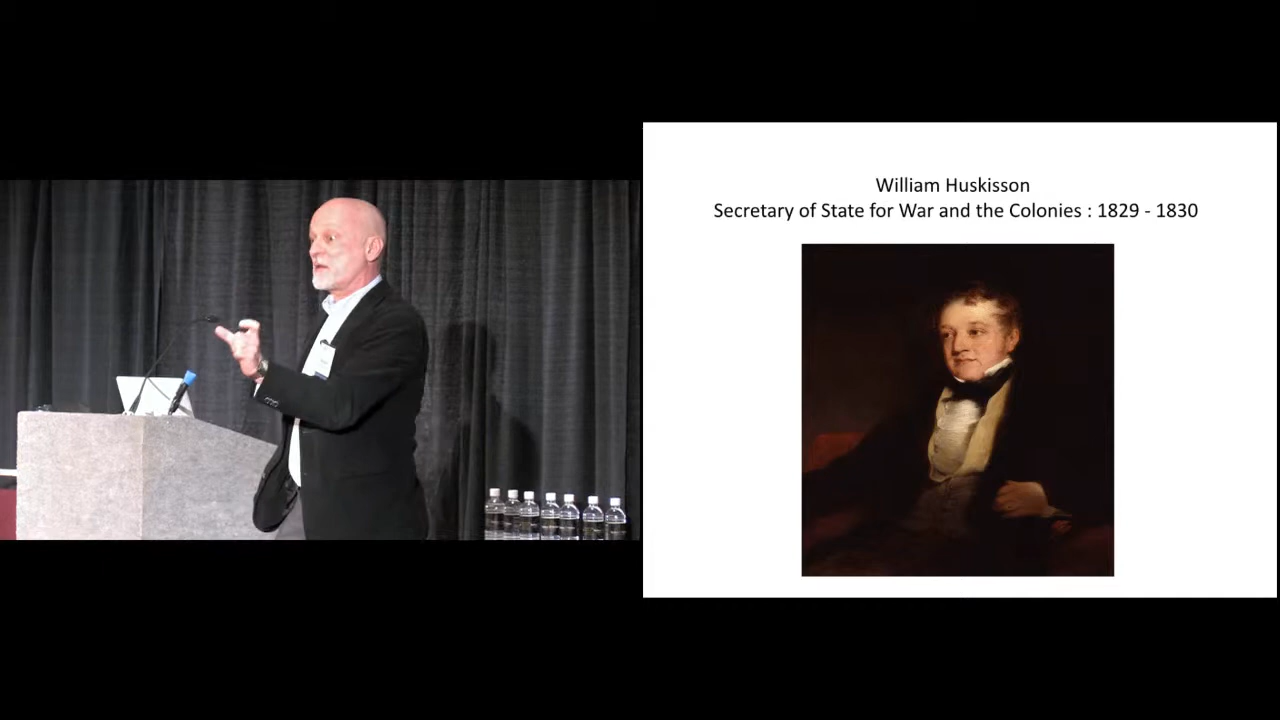 William Huskisson
Secretary of State for War and the Colonies : 1829 - 1830